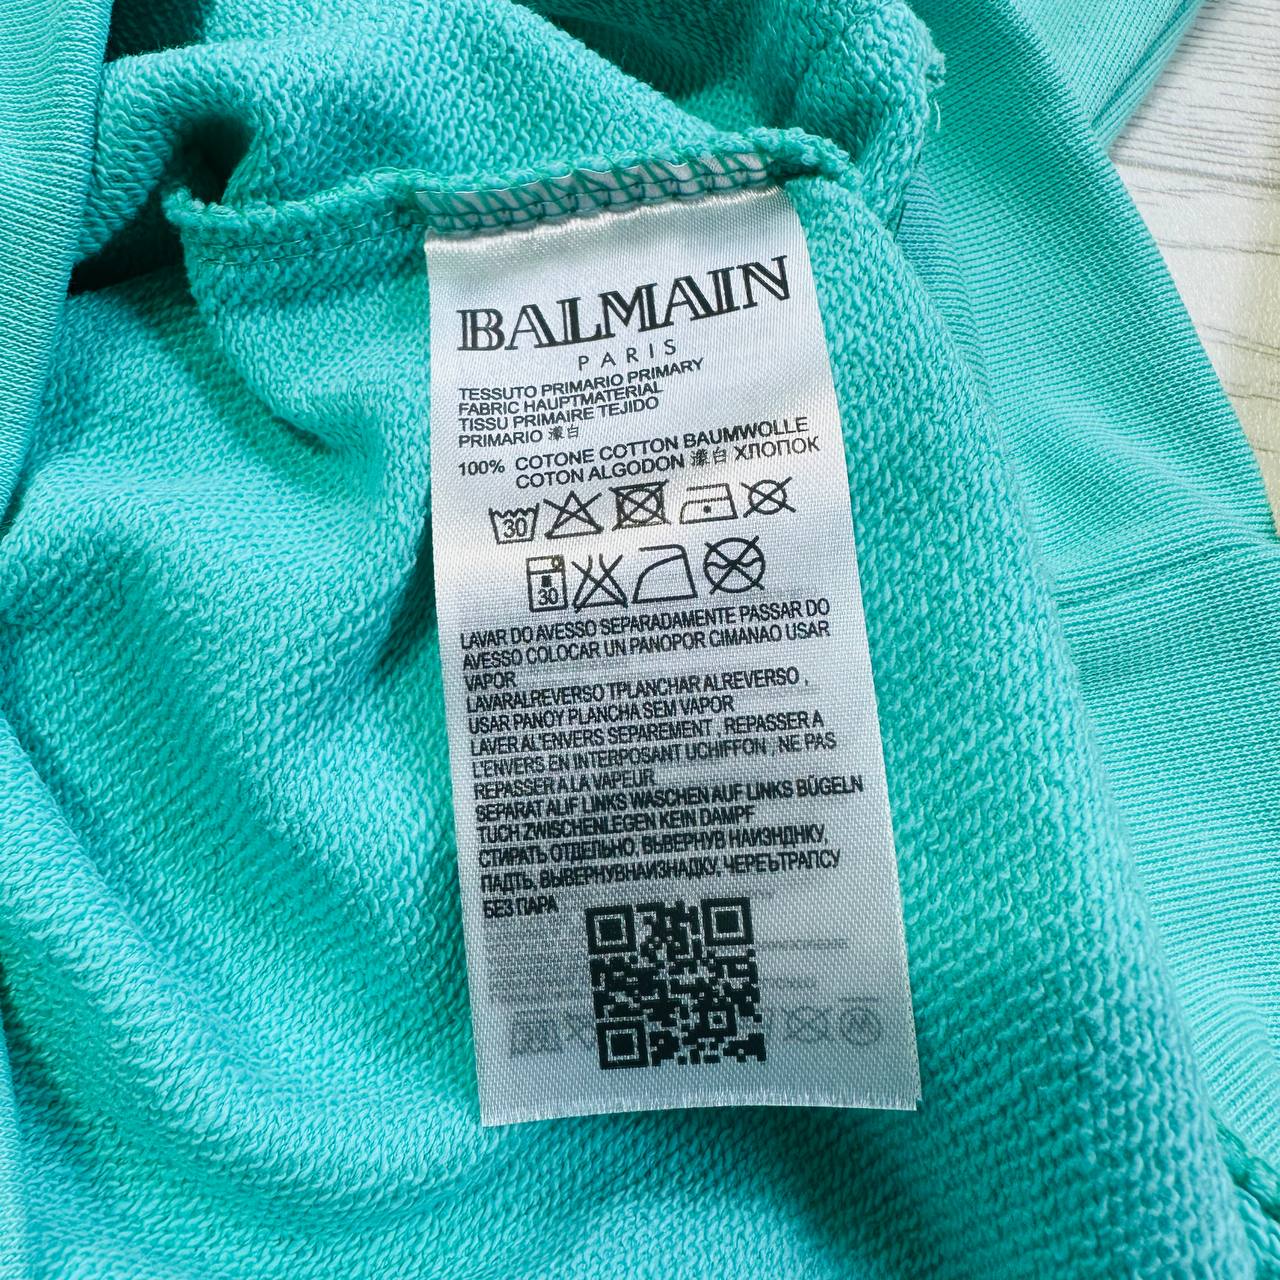 BALMAIN
PARIS
TESSUTO PRIMARIO PRIMARY
FABRIC HAUPTMATERIAL
TISSU PRIMAIRE TEJIDO
PRIMARIO 濠白
100% COTONE COTTON BAUMWOLLE
COTON ALGODON 濠白 ХЛОПОК
30
30
LAVAR DO AVESSO SEPARADAMENTE PASSAR DO
AVESSO COLOCAR UN PANOPOR CIMANAO USAR
VAPOR
LAVARALREVERSO TPLANCHAR ALREVERSO ,
USAR PANOY PLANCHA SEM VAPOR
LAVER AL'ENVERS SEPAREMENT , REPASSER A
L'ENVERS EN INTERPOSANT UCHIFFON , NE PAS
REPASSER A LA VAPEUR
SEPARAT ALIF LINKS WASCHEN AUF LINKS BÜGELN
TUCH ZWISCHENLEGEN KEIN DAMPF
СТИРАТЬ ОТДЕЛЬНО, ВЫВЕРНУВ НАИЗНДНКУ,
ПАДТЬ, ВЫВЕРНУВНАИЗНАДКУ, ЧЕРЕЪТРАПСУ
БЕЗ ПАРА